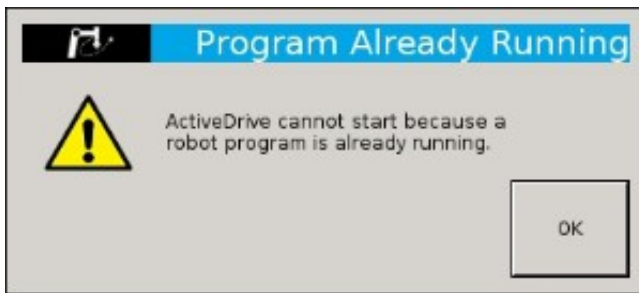 Program Already Running
ActiveDrive cannot start because a
robot program is already running.
OK